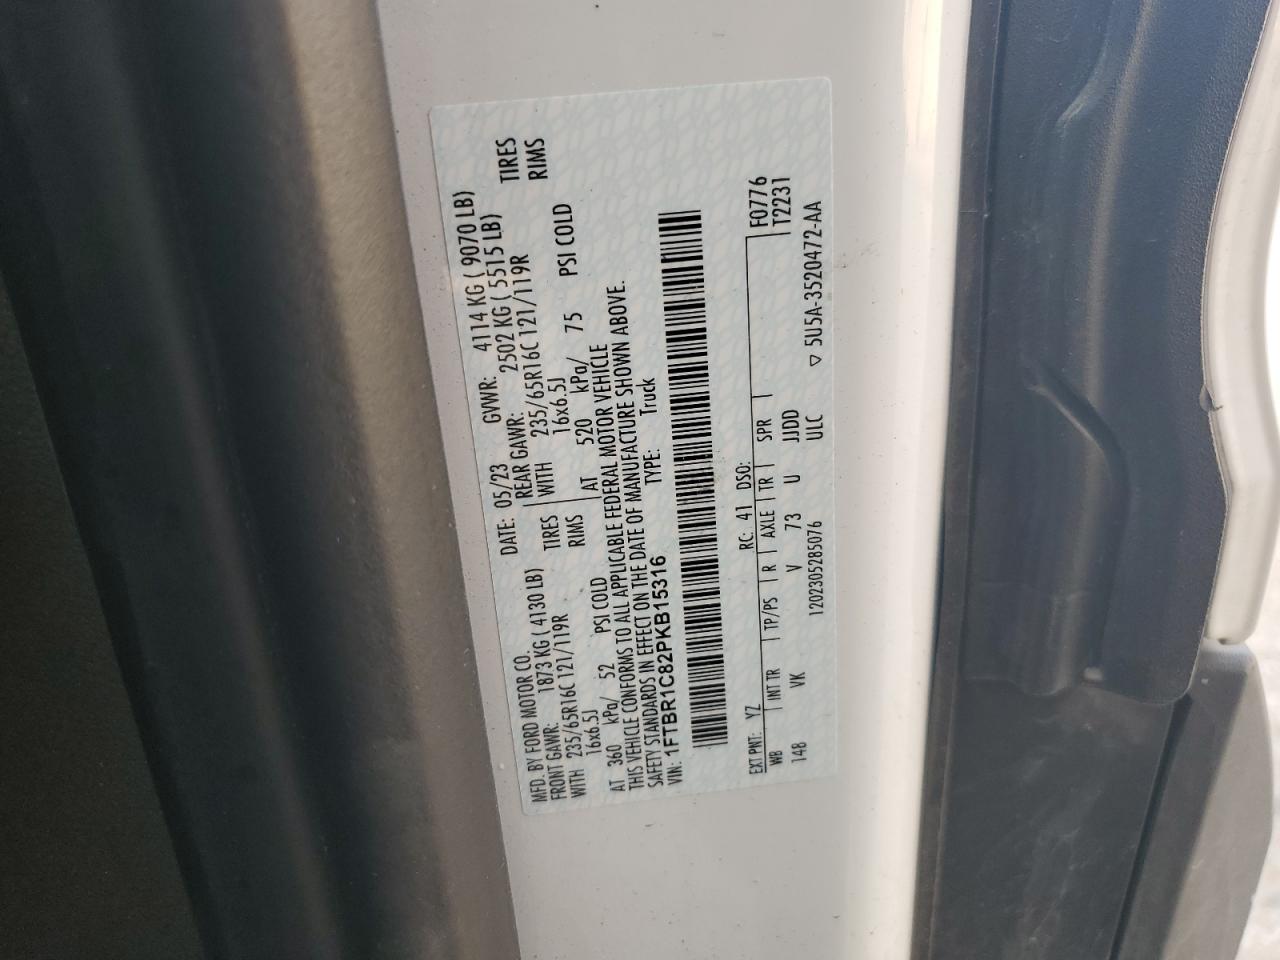 MFD. BY FORD MOTOR CO. DATE: 05/23 GVWR: 4114 KG ( 9070 LB)
FRONT GAWR: 1873 KG ( 4130 LB) REAR GAWR: 2502 KG ( 5515 LB)
WITH 235/65R16C 121/119R TIRES WITH 235/65R16C 121/119R TIRES
16x6.5J RIMS 16x6.5J RIMS
AT 360 kPa/ 52 PSI COLD AT 520 kPa/ 75 PSI COLD
THIS VEHICLE CONFORMS TO ALL APPLICABLE FEDERAL MOTOR VEHICLE
SAFETY STANDARDS IN EFFECT ON THE DATE OF MANUFACTURE SHOWN ABOVE.
VIN: 1FTBR1C82PKB15316 TYPE: Truck
EXT PNT: YZ RC: 41 DSO: F0776
WB INT TR TP/PS R AXLE TR SPR T2231
148 VK V 73 U JJDD
1202305285076 ULC ▽ 5U5A-3520472-AA